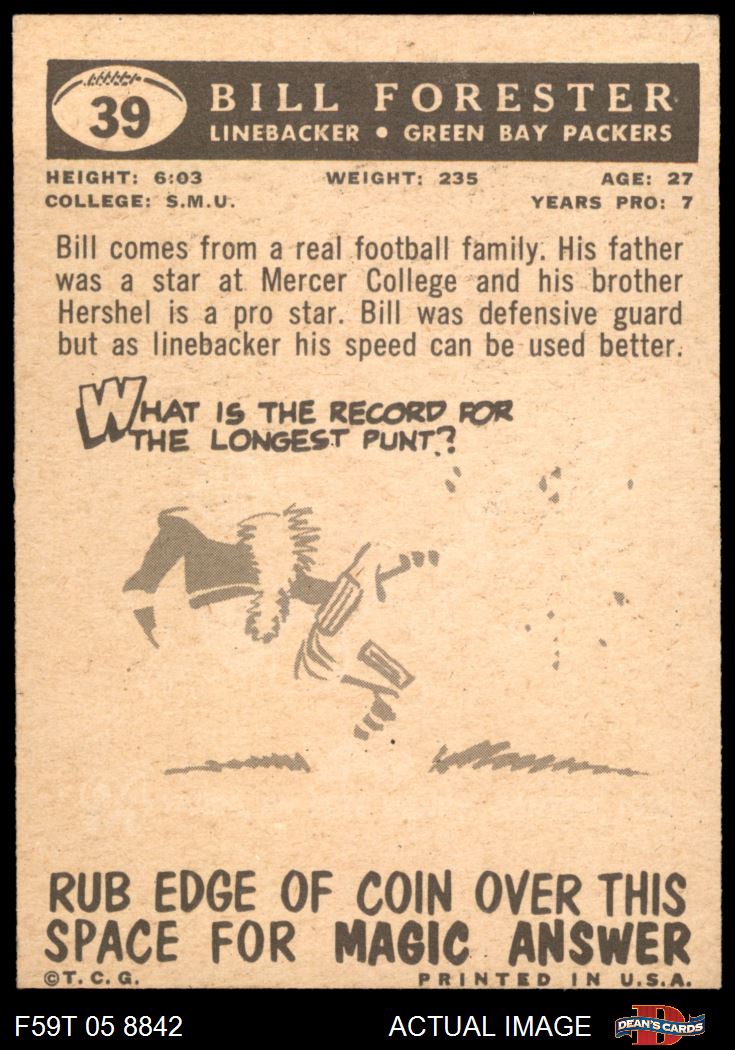 39
BILL FORESTER
LINEBACKER • GREEN BAY PACKERS
HEIGHT: 6:03 WEIGHT: 235 AGE: 27
COLLEGE: S.M.U. YEARS PRO: 7
Bill comes from a real football family. His father
was a star at Mercer College and his brother
Hershel is a pro star. Bill was defensive guard
but as linebacker his speed can be used better.
WHAT IS THE RECORD FOR
THE LONGEST PUNT?
RUB EDGE OF COIN OVER THIS
SPACE FOR MAGIC ANSWER
©T. C. G. PRINTED IN U.S.A.
F59T 05 8842 ACTUAL IMAGE D DEAN'S CARDS